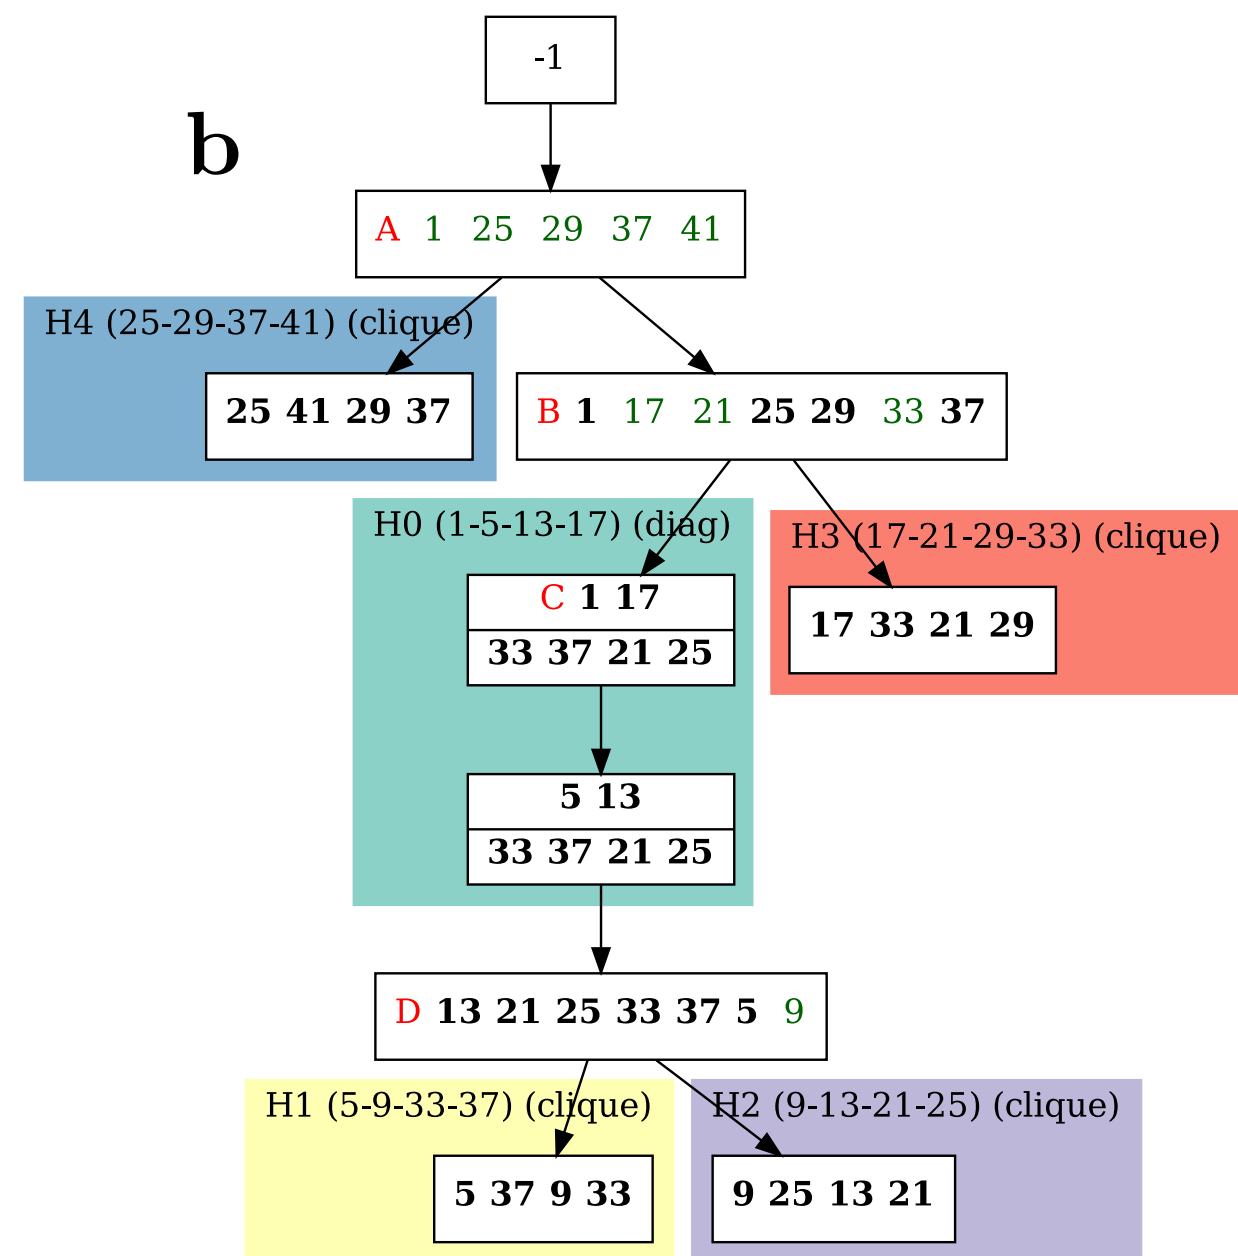 -1
b
A 1 25 29 37 41
H4 (25-29-37-41) (clique)
25 41 29 37
B 1 17 21 25 29 33 37
H0 (1-5-13-17) (diag)
H3 (17-21-29-33) (clique)
C 1 17
33 37 21 25
17 33 21 29
5 13
33 37 21 25
D 13 21 25 33 37 5 9
H1 (5-9-33-37) (clique)
H2 (9-13-21-25) (clique)
5 37 9 33
9 25 13 21